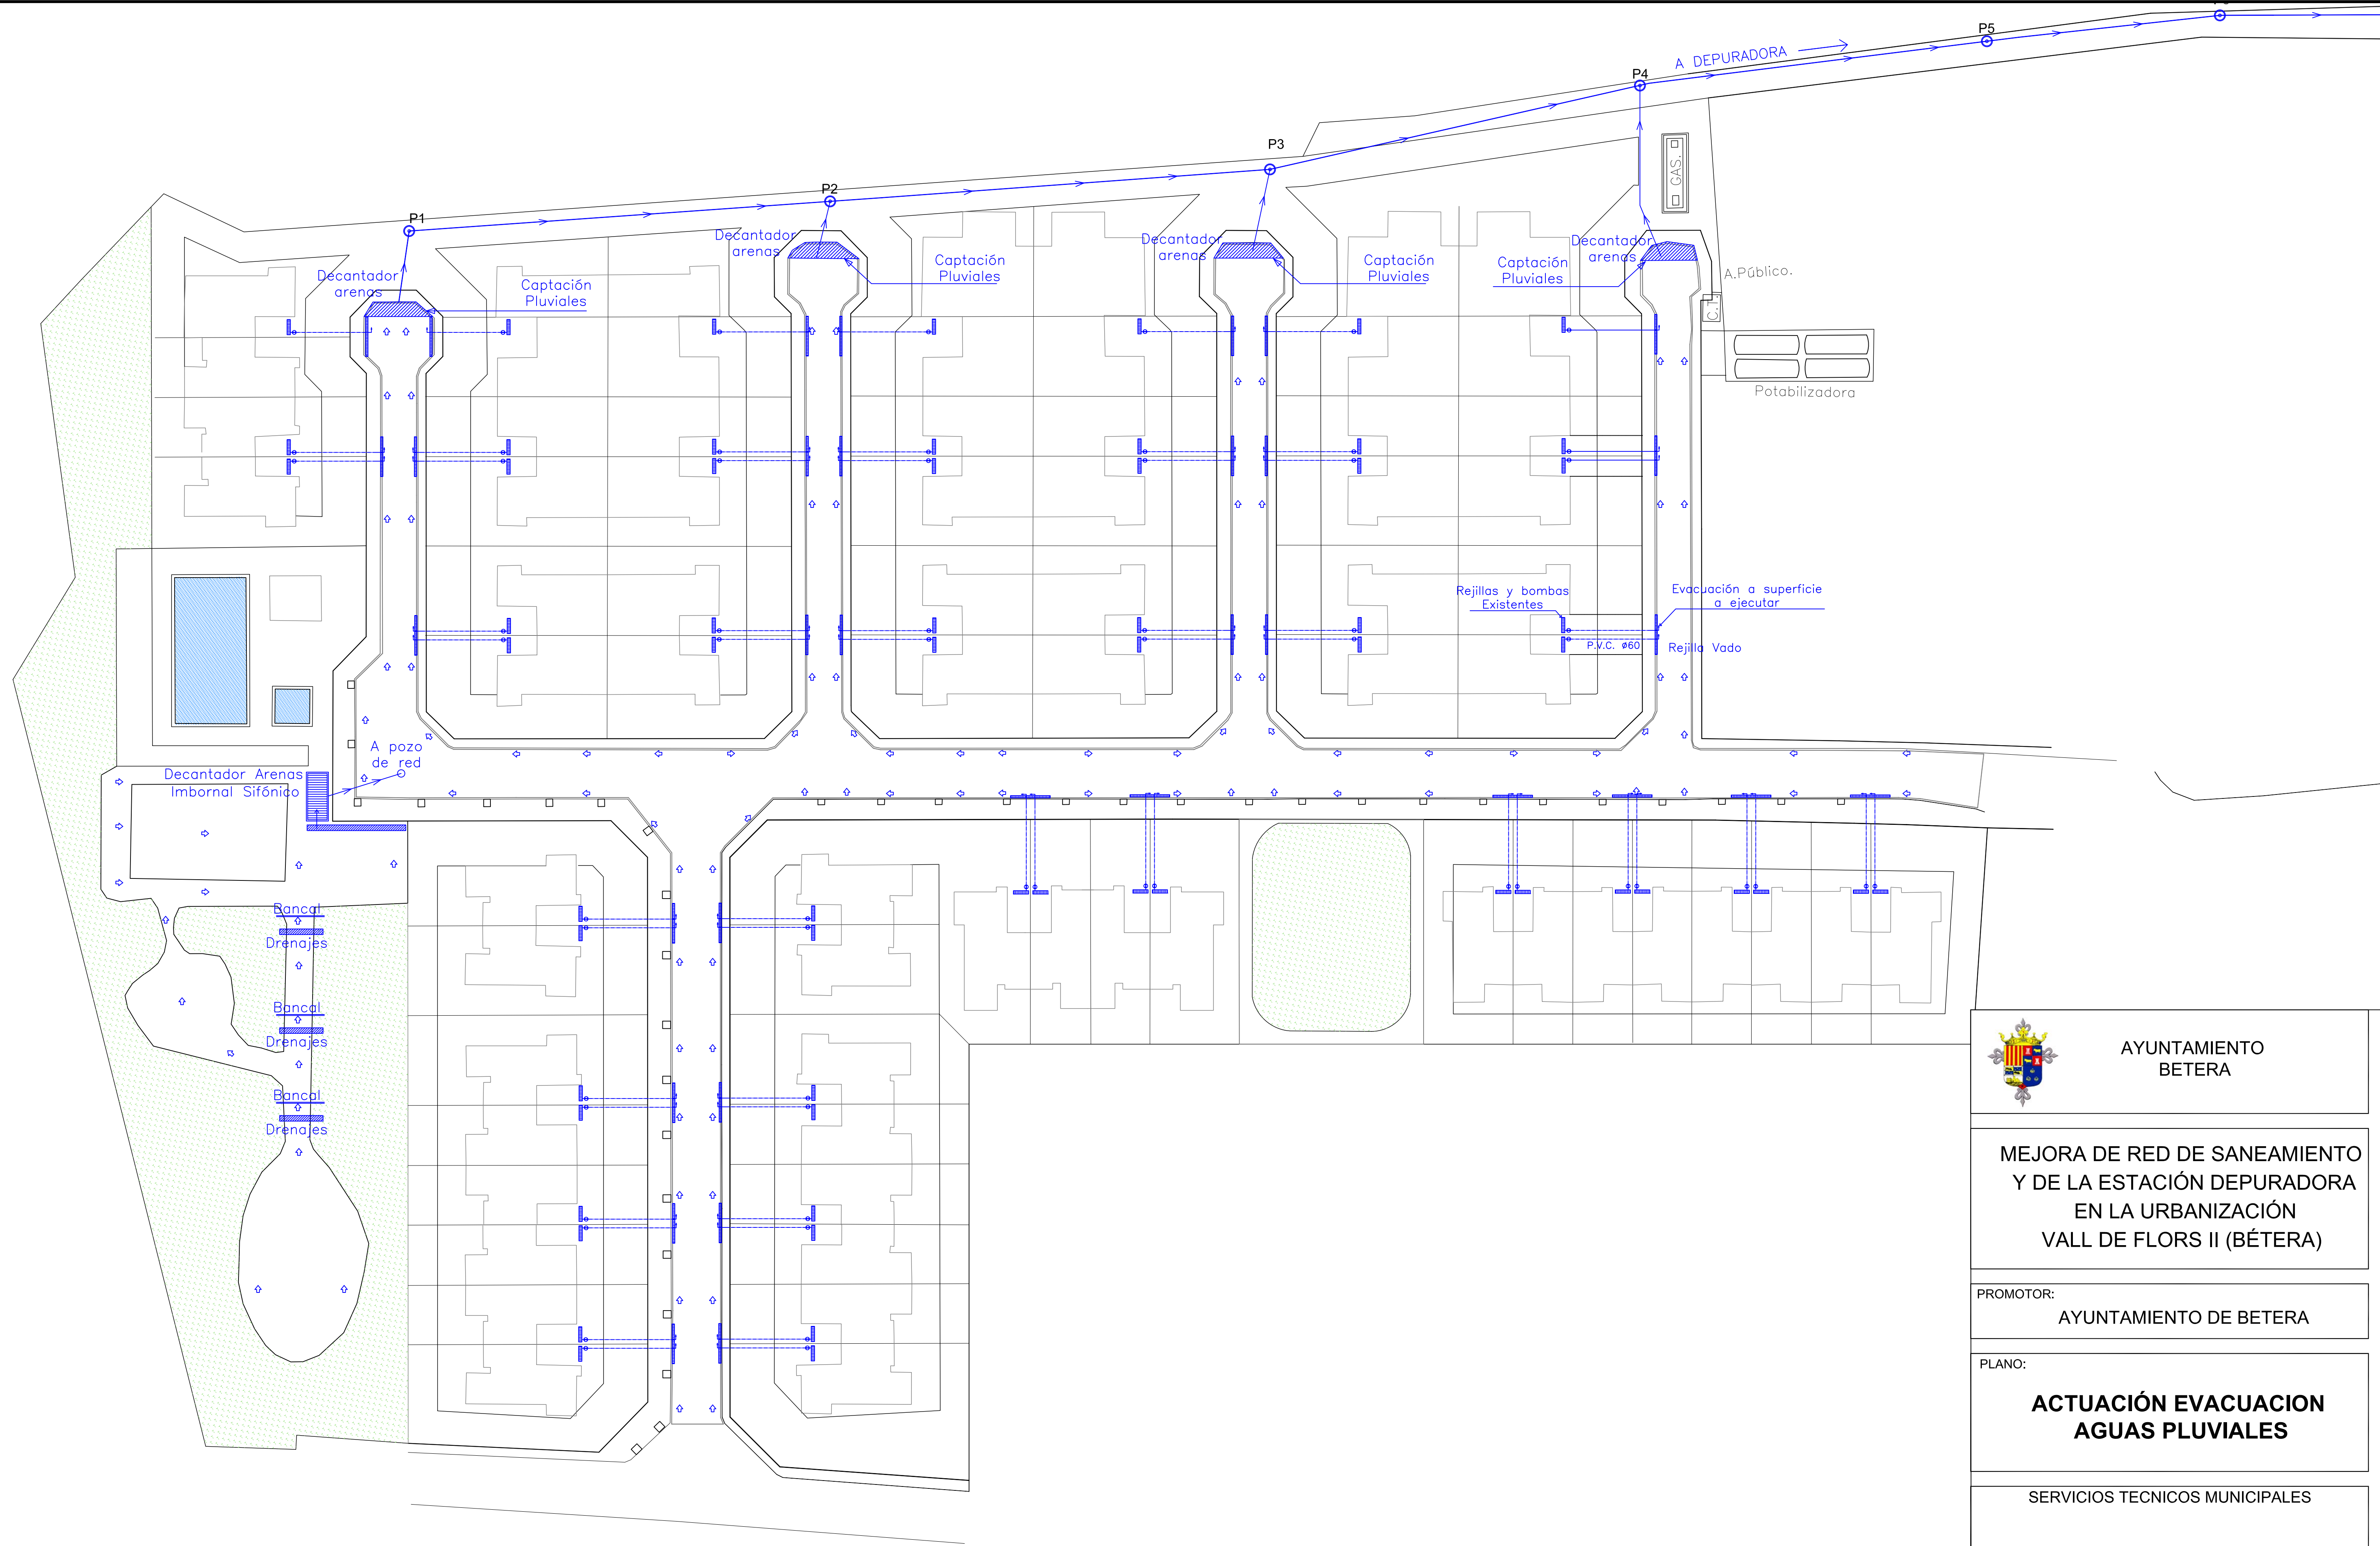 P5
A DEPURADORA
P4
P3
P2
P1
GAS.
Decantador
arenas
Captación
Pluviales
Decantador
arenas
Captación
Pluviales
Decantador
arenas
Captación
Pluviales
Captación
Pluviales
Decantador
arenas
A.Público.
C.T.
Potabilizadora
Rejillas y bombas
Existentes
Evacuación a superficie
a ejecutar
P.V.C. ø60
Rejilla Vado
A pozo
de red
Decantador Arenas
Imbornal Sifónico
Bancal
Drenajes
Bancal
Drenajes
Bancal
Drenajes
AYUNTAMIENTO
BETERA
MEJORA DE RED DE SANEAMIENTO
Y DE LA ESTACIÓN DEPURADORA
EN LA URBANIZACIÓN
VALL DE FLORS II (BÉTERA)
PROMOTOR:
AYUNTAMIENTO DE BETERA
PLANO:
ACTUACIÓN EVACUACION
AGUAS PLUVIALES
SERVICIOS TECNICOS MUNICIPALES